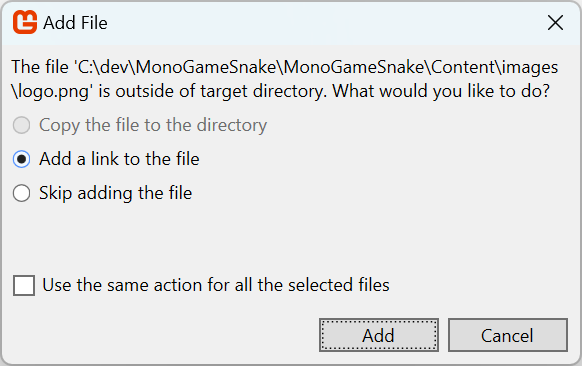 Add File
The file 'C:\dev\MonoGameSnake\MonoGameSnake\Content\images
\logo.png' is outside of target directory. What would you like to do?
Copy the file to the directory
Add a link to the file
Skip adding the file
Use the same action for all the selected files
Add
Cancel